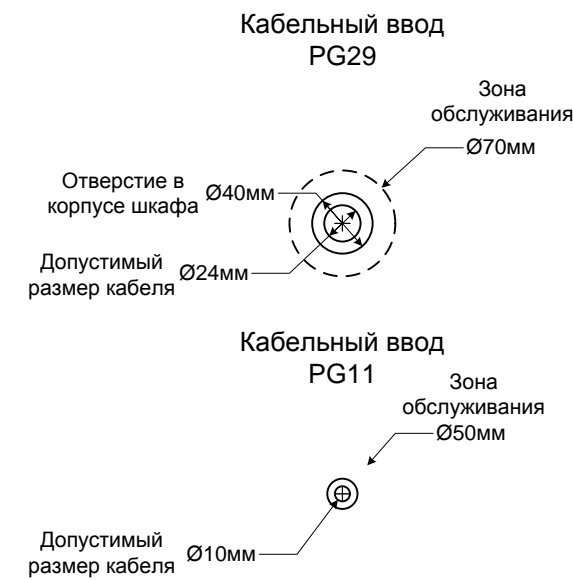 Кабельный ввод
PG29
Зона
обслуживания
Ø70мм
Отверстие в
корпусе шкафа
Ø40мм
Допустимый
размер кабеля
Ø24мм
Кабельный ввод
PG11
Зона
обслуживания
Ø50мм
Допустимый
размер кабеля
Ø10мм